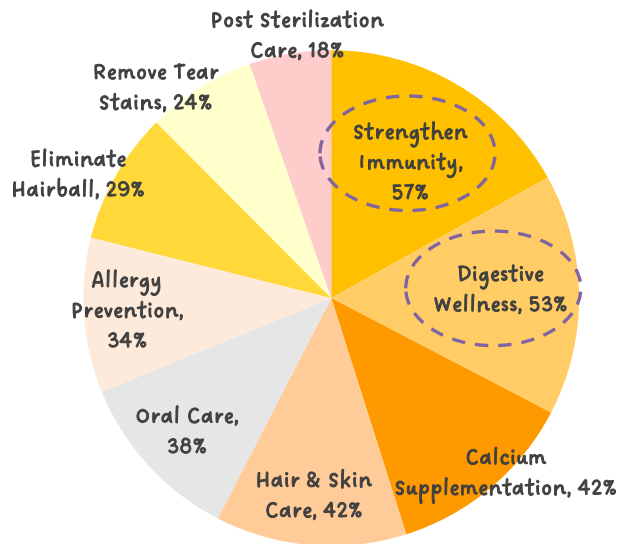 Post Sterilization
Care, 18%
Remove Tear
Stains, 24%
Strengthen
Immunity,
57%
Eliminate
Hairball, 29%
Digestive
Wellness, 53%
Allergy
Prevention,
34%
Oral Care,
38%
Calcium
Supplementation, 42%
Hair & Skin
Care, 42%